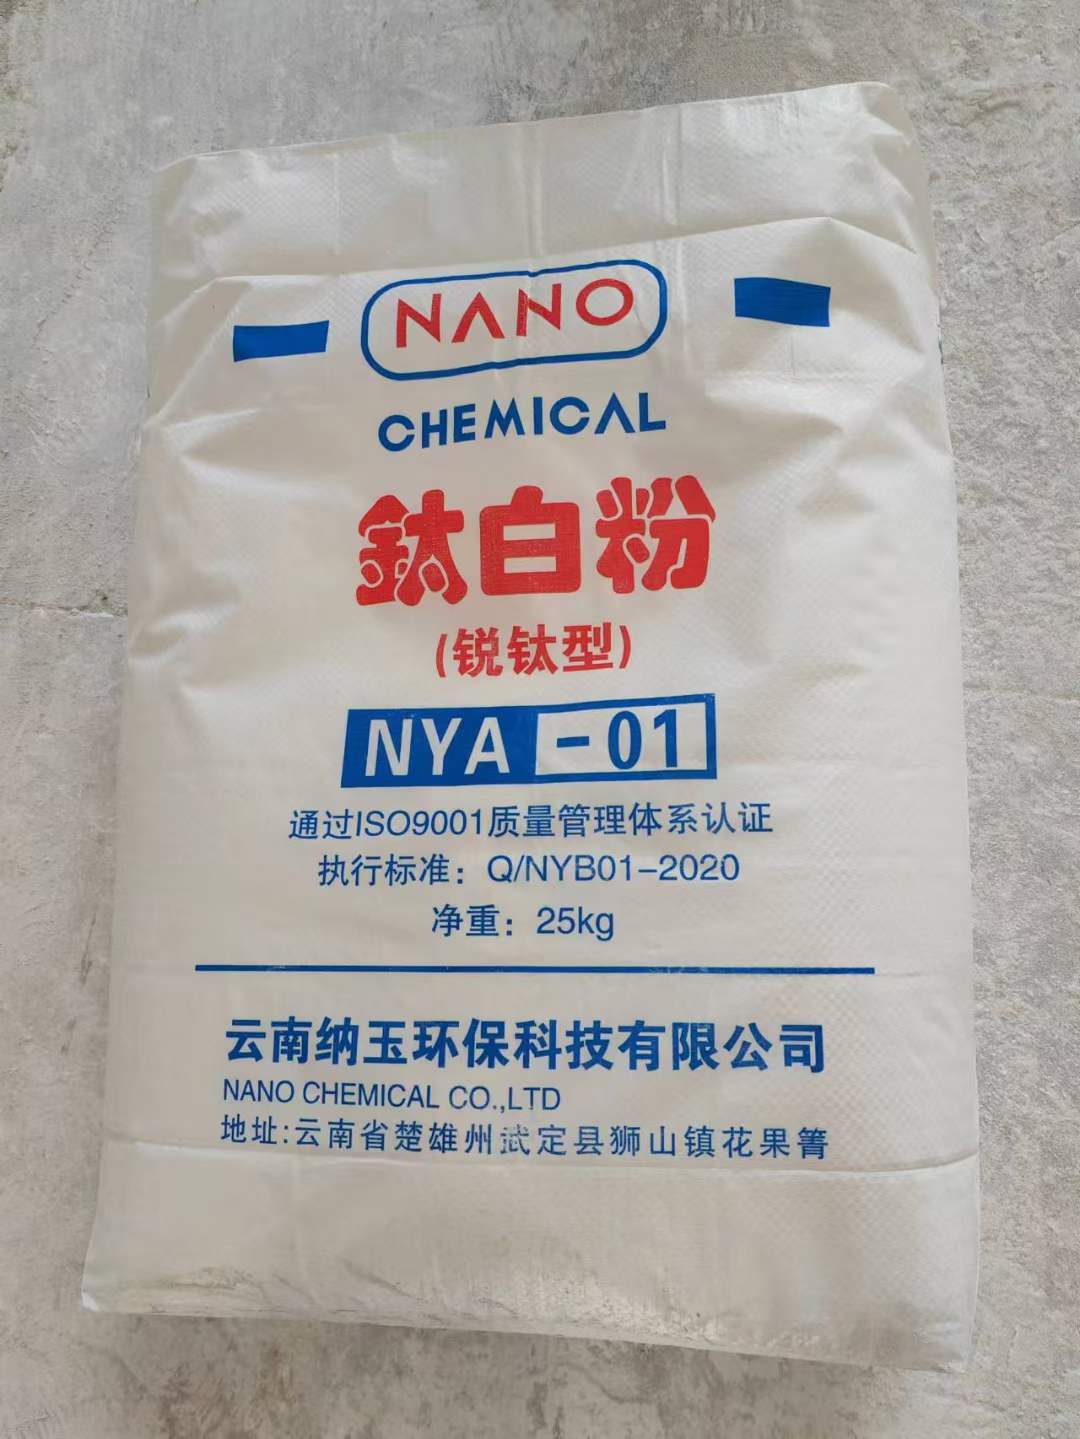 NANO
CHEMICAL
鈦白粉
(锐钛型)
NYA -01
通过ISO9001质量管理体系认证
执行标准：Q/NYB01-2020
净重：25kg
云南纳玉环保科技有限公司
NANO CHEMICAL CO.,LTD
地址:云南省楚雄州武定县狮山镇花果箐